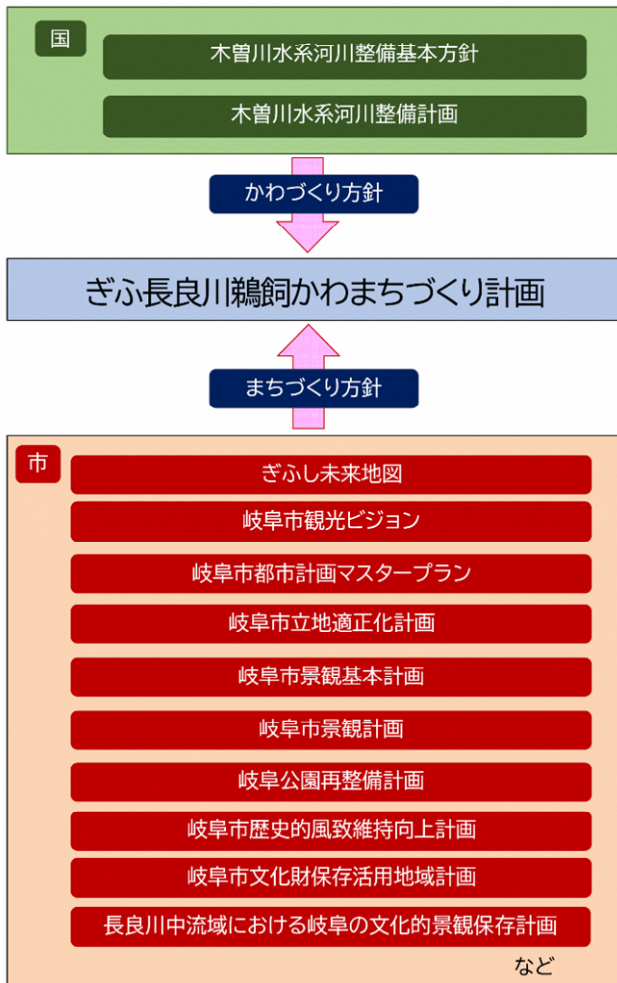 国
木曽川水系河川整備基本方針
木曽川水系河川整備計画
かわづくり方針
ぎふ長良川鵜飼かわまちづくり計画
まちづくり方針
市
ぎふし未来地図
岐阜市観光ビジョン
岐阜市都市計画マスタープラン
岐阜市立地適正化計画
岐阜市景観基本計画
岐阜市景観計画
岐阜公園再整備計画
岐阜市歴史的風致維持向上計画
岐阜市文化財保存活用地域計画
長良川中流域における岐阜の文化的景観保存計画
など